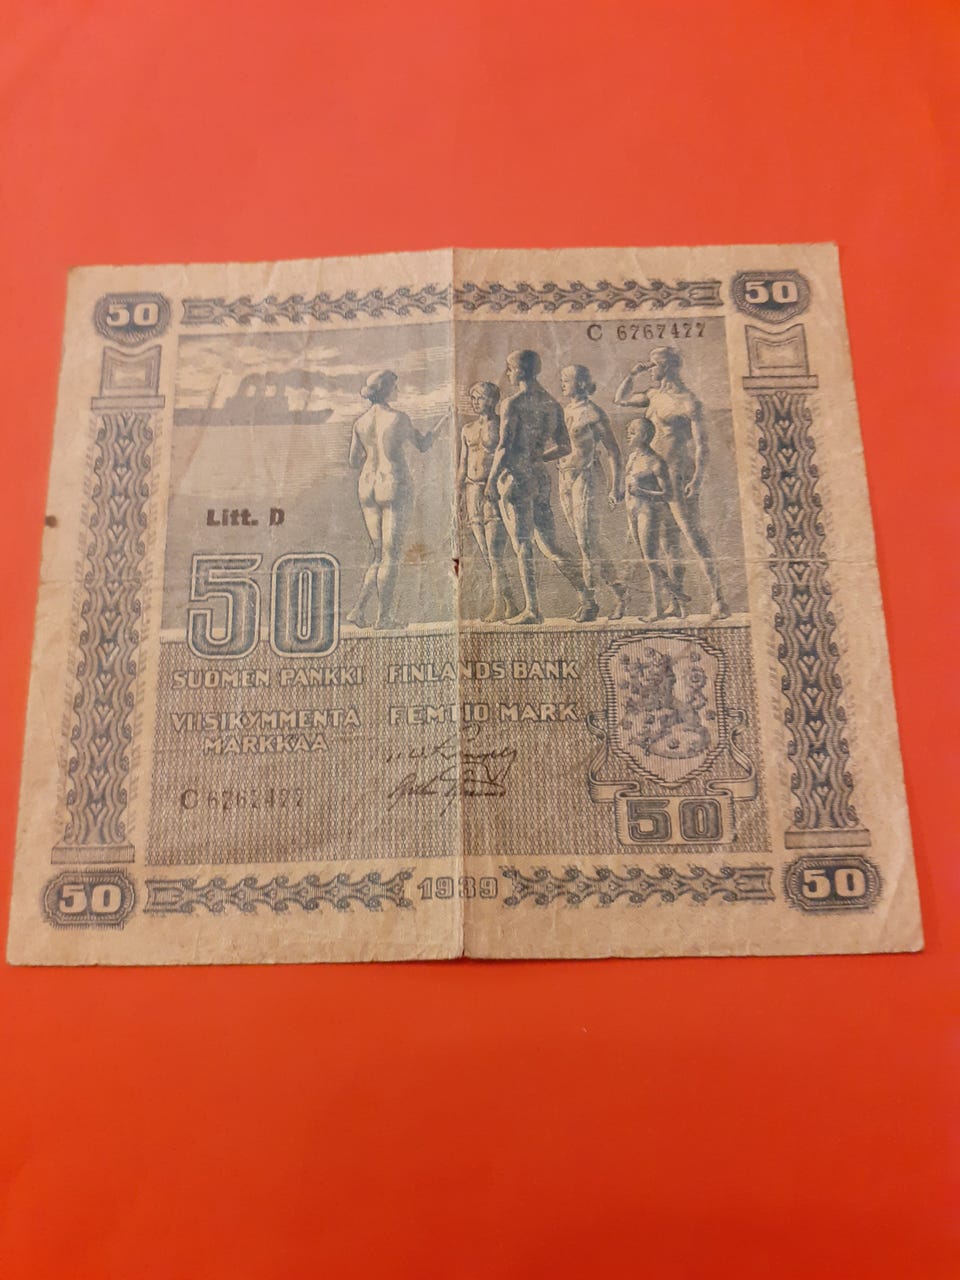 50
50
C 6767477
Litt. D
50
SUOMEN PANKKI
FINLANDS BANK
VIISIKYMMENTÄ
MARKKAA
FEMTIO MARK
C 6767477
50
50
1939
50